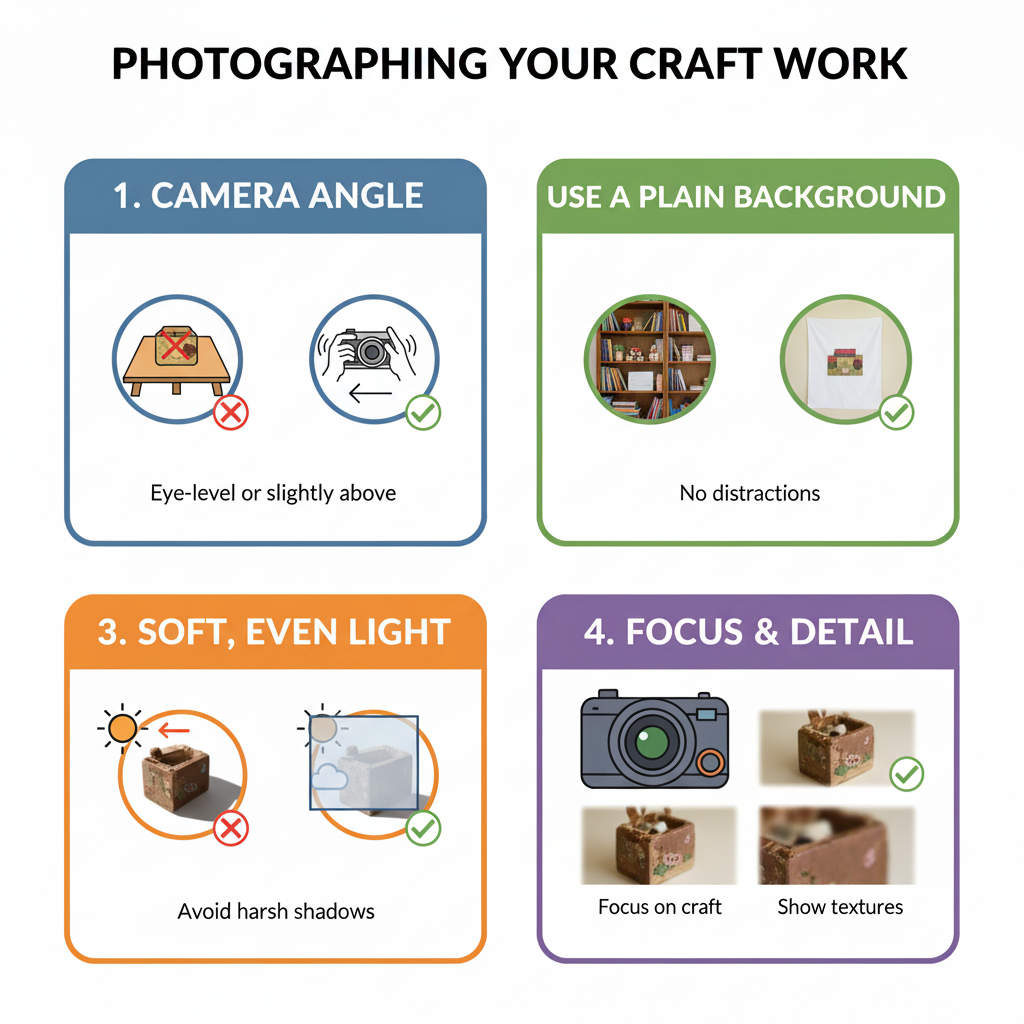 PHOTOGRAPHING YOUR CRAFT WORK
1. CAMERA ANGLE
Eye-level or slightly above
USE A PLAIN BACKGROUND
No distractions
3. SOFT, EVEN LIGHT
Avoid harsh shadows
4. FOCUS & DETAIL
Focus on craft
Show textures